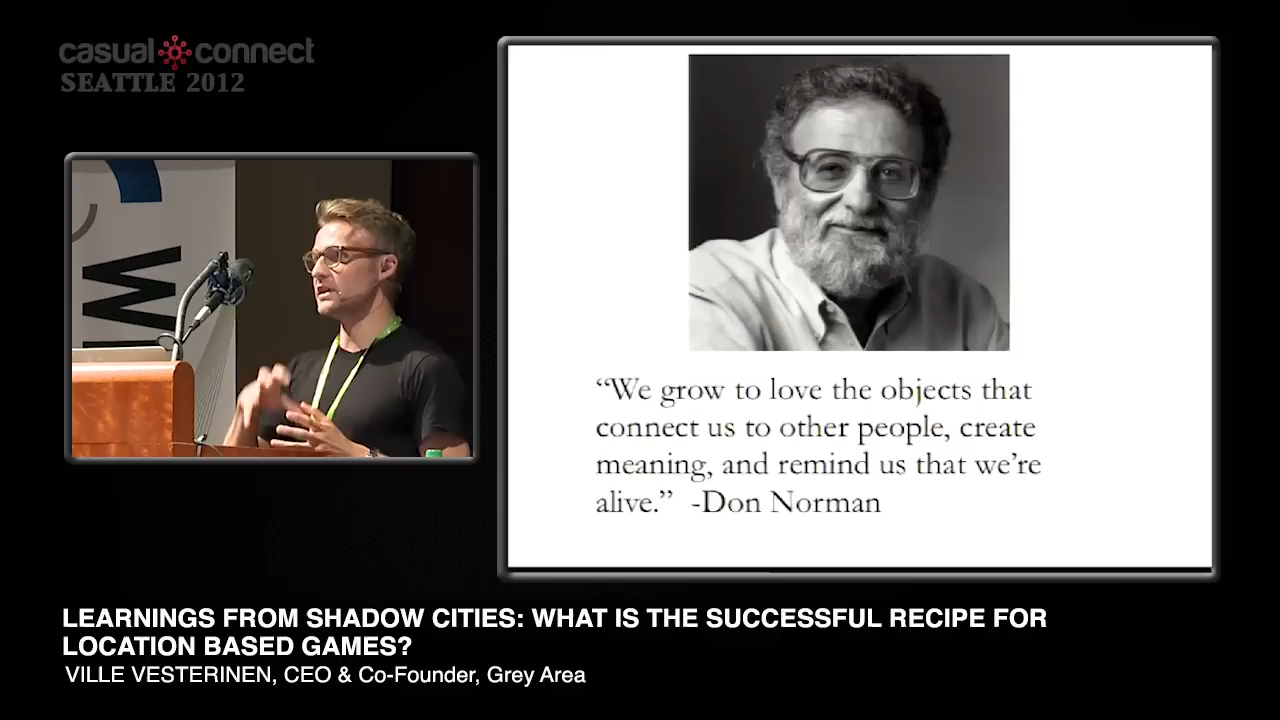 casual connect
SEATTLE 2012
W
“We grow to love the objects that
connect us to other people, create
meaning, and remind us that we’re
alive.”  -Don Norman
LEARNINGS FROM SHADOW CITIES: WHAT IS THE SUCCESSFUL RECIPE FOR
LOCATION BASED GAMES?
VILLE VESTERINEN, CEO & Co-Founder, Grey Area